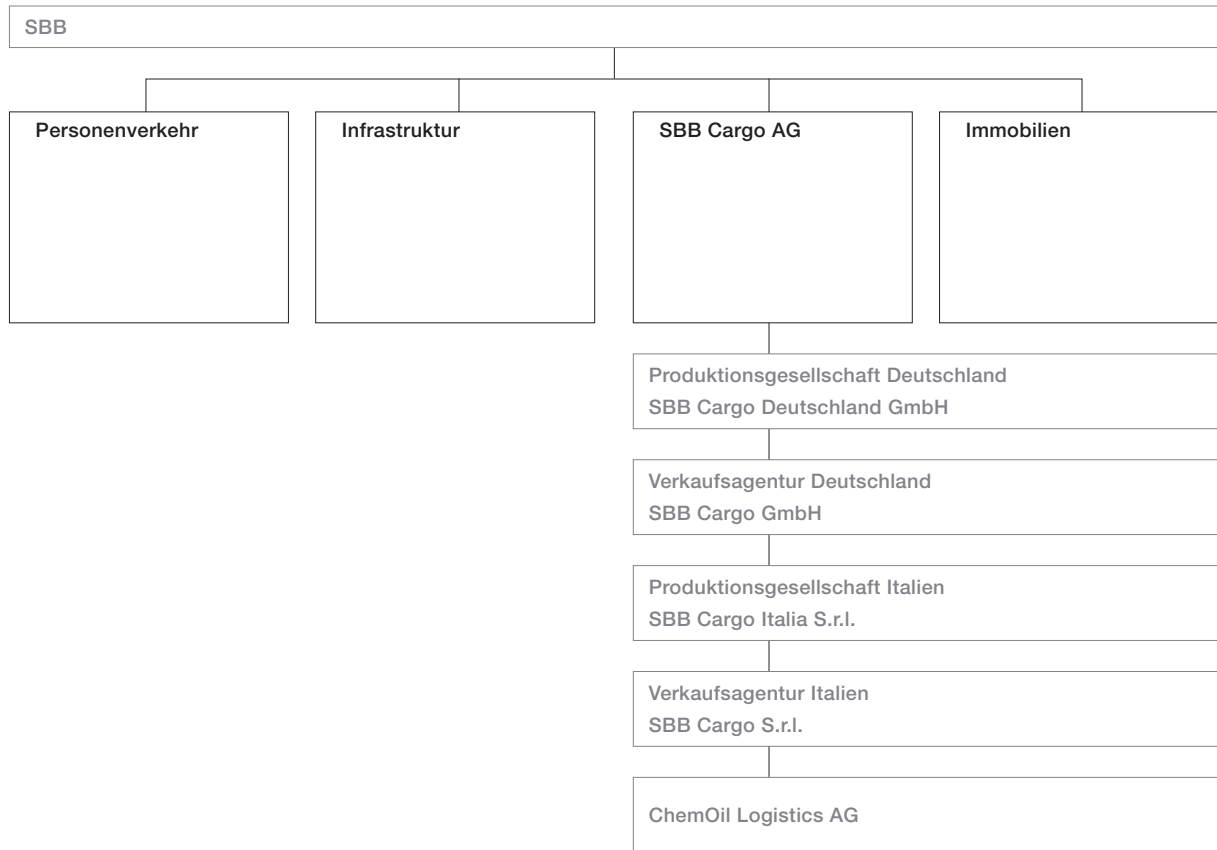 SBB
Personenverkehr
Infrastruktur
SBB Cargo AG
Immobilien
Produktionsgesellschaft Deutschland
SBB Cargo Deutschland GmbH
Verkaufsagentur Deutschland
SBB Cargo GmbH
Produktionsgesellschaft Italien
SBB Cargo Italia S.r.l.
Verkaufsagentur Italien
SBB Cargo S.r.l.
ChemOil Logistics AG